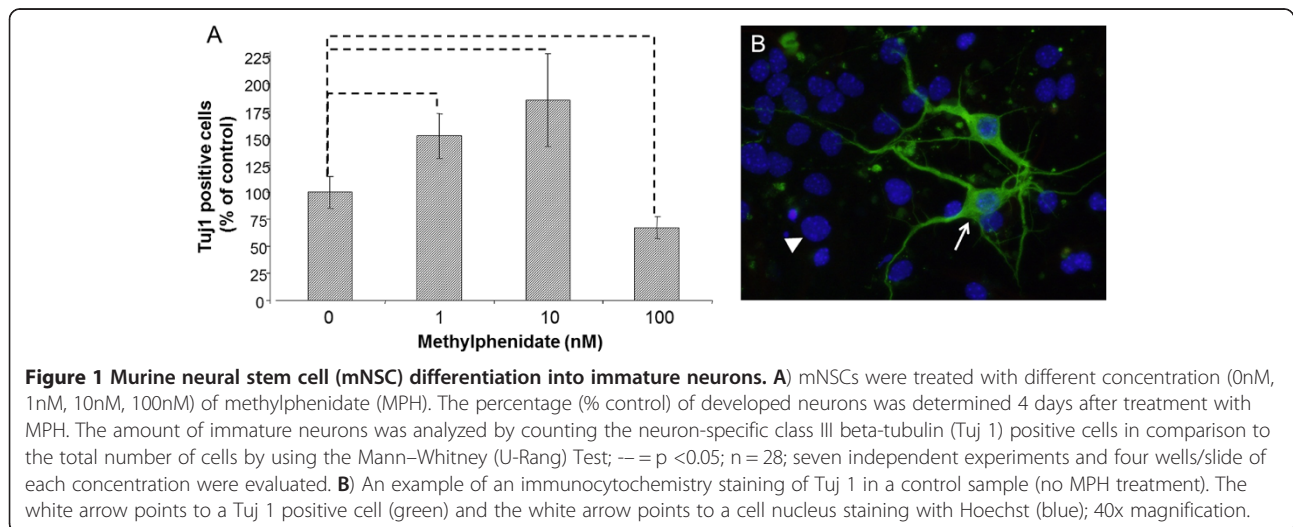 A
Tuj1 positive cells
(% of control)
225
200
175
150
125
100
75
50
25
0
0 1 10 100
Methylphenidate (nM)
B
Figure 1 Murine neural stem cell (mNSC) differentiation into immature neurons. A) mNSCs were treated with different concentration (0nM,
1nM, 10nM, 100nM) of methylphenidate (MPH). The percentage (% control) of developed neurons was determined 4 days after treatment with
MPH. The amount of immature neurons was analyzed by counting the neuron-specific class III beta-tubulin (Tuj 1) positive cells in comparison to
the total number of cells by using the Mann–Whitney (U-Rang) Test; -– = p <0.05; n = 28; seven independent experiments and four wells/slide of
each concentration were evaluated. B) An example of an immunocytochemistry staining of Tuj 1 in a control sample (no MPH treatment). The
white arrow points to a Tuj 1 positive cell (green) and the white arrow points to a cell nucleus staining with Hoechst (blue); 40x magnification.